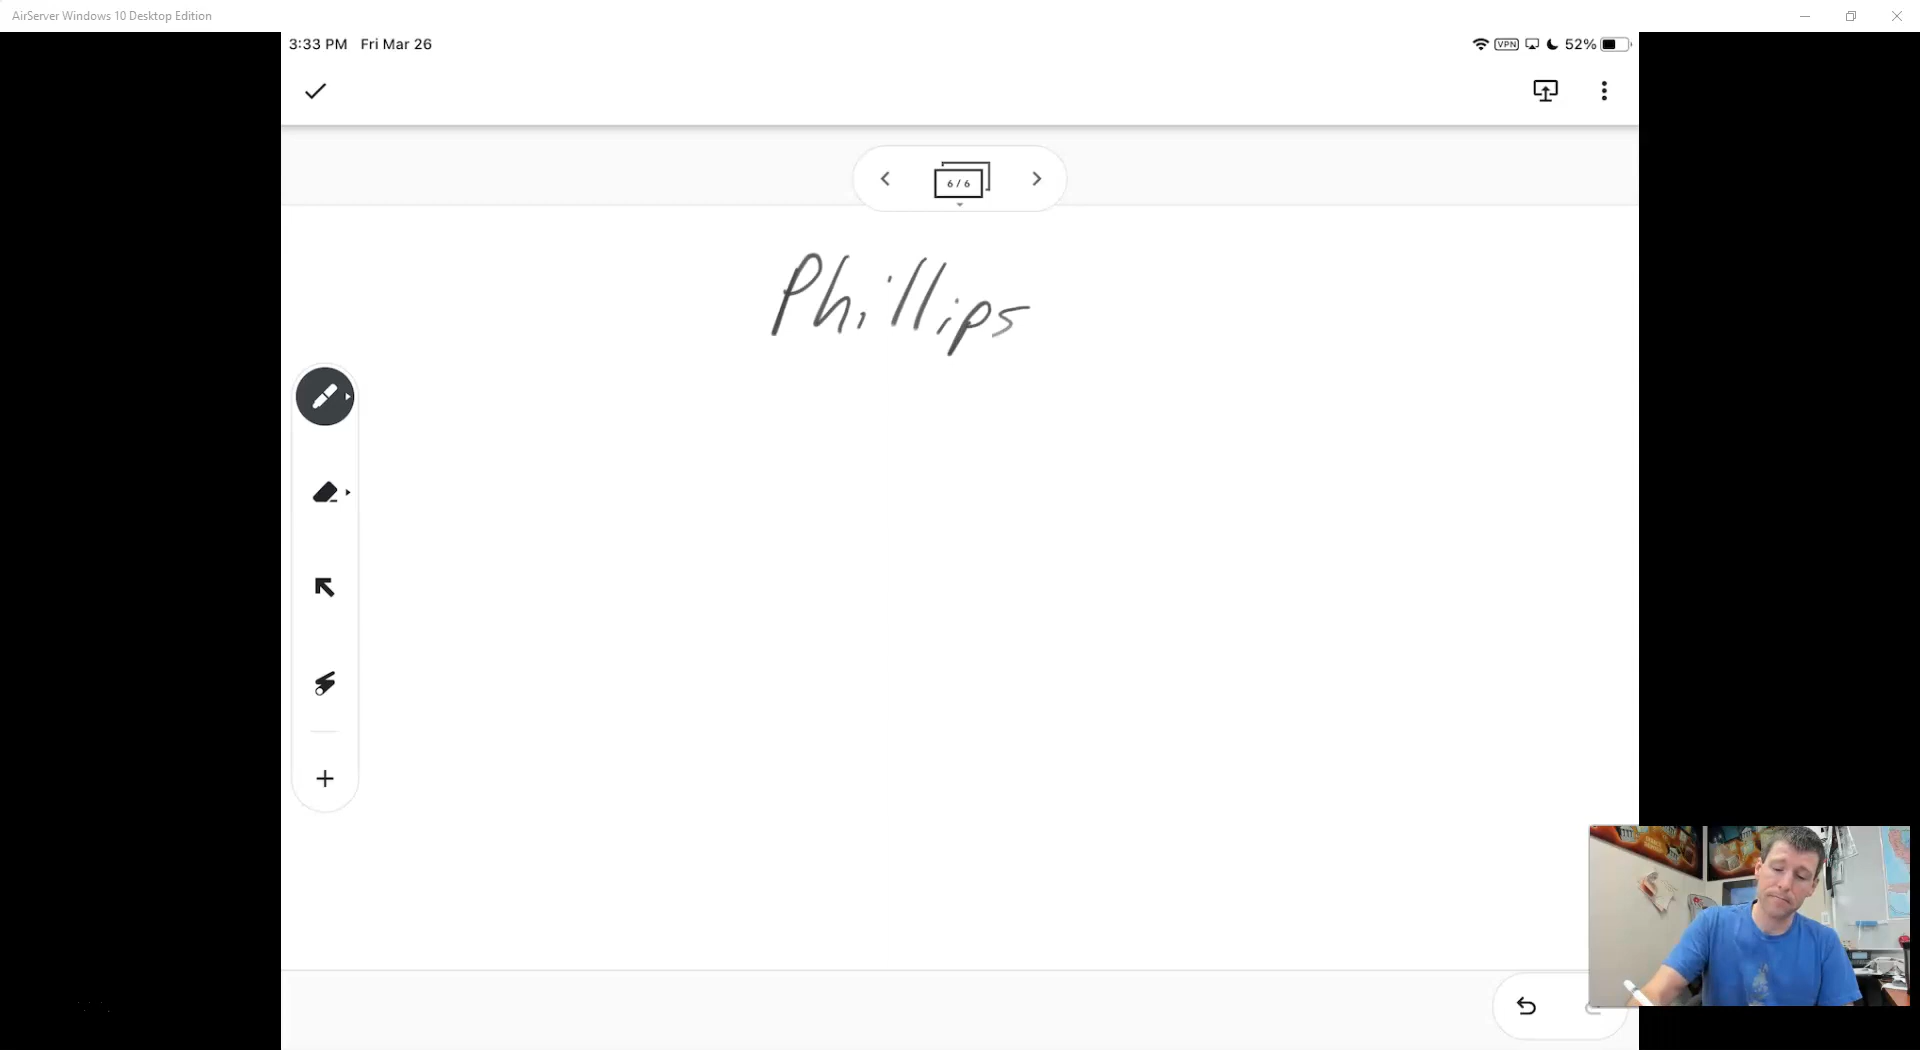 AirServer Windows 10 Desktop Edition
3:33 PM Fri Mar 26
VPN 52%
6 / 6
Phillips